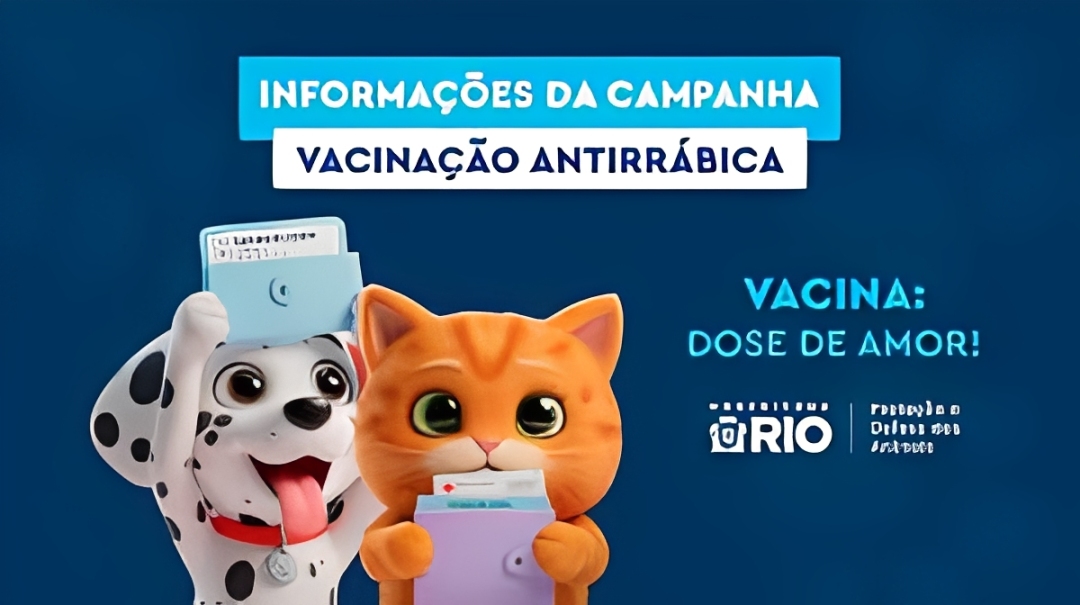 INFORMAÇÕES DA CAMPANHA
VACINAÇÃO ANTIRRÁBICA
VACINA:
DOSE DE AMOR!
RIO